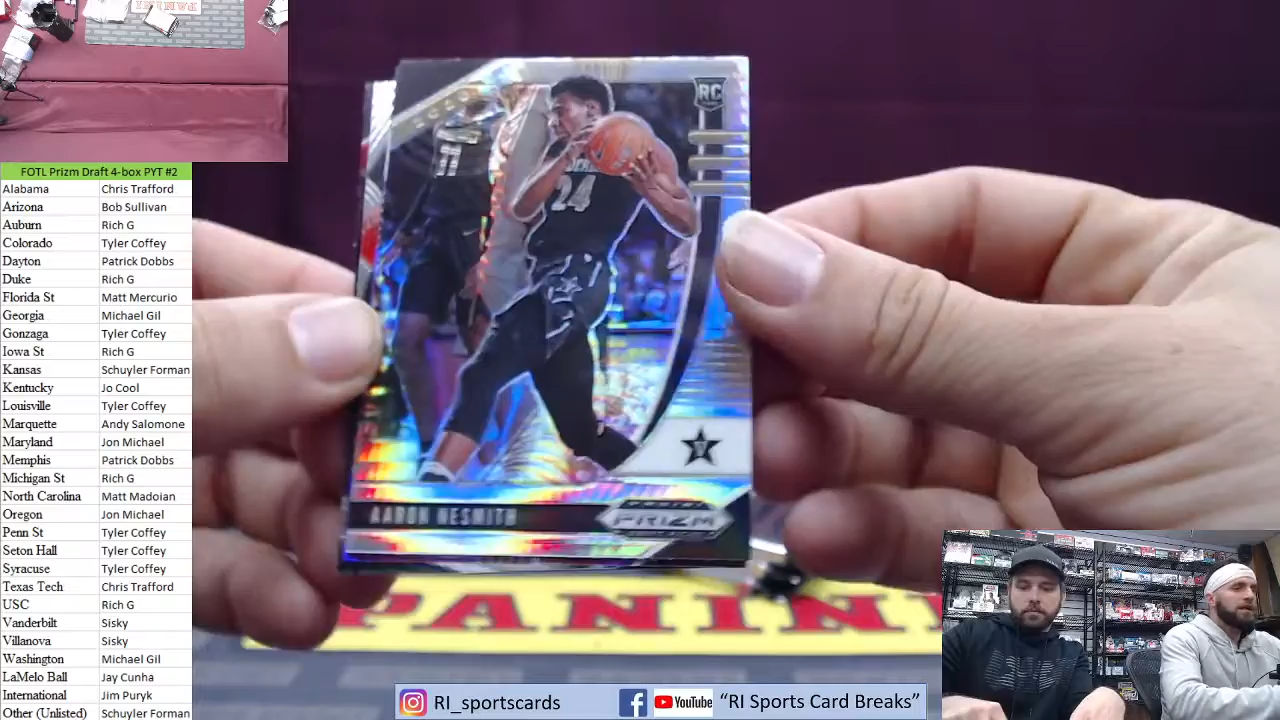 PANINI
FOTL Prizm Draft 4-box PYT #2
Alabama Chris Trafford
Arizona Bob Sullivan
Auburn Rich G
Colorado Tyler Coffey
Dayton Patrick Dobbs
Duke Rich G
Florida St Matt Mercurio
Georgia Michael Gil
Gonzaga Tyler Coffey
Iowa St Rich G
Kansas Schuyler Forman
Kentucky Jo Cool
Louisville Tyler Coffey
Marquette Andy Salomone
Maryland Jon Michael
Memphis Patrick Dobbs
Michigan St Rich G
North Carolina Matt Madoian
Oregon Jon Michael
Penn St Tyler Coffey
Seton Hall Tyler Coffey
Syracuse Tyler Coffey
Texas Tech Chris Trafford
USC Rich G
Vanderbilt Sisky
Villanova Sisky
Washington Michael Gil
LaMelo Ball Jay Cunha
International Jim Puryk
Other (Unlisted) Schuyler Forman
RC
24
AARON NESMITH
PANINI
PRIZM
PANINI
RI_sportscards
YouTube "RI Sports Card Breaks"